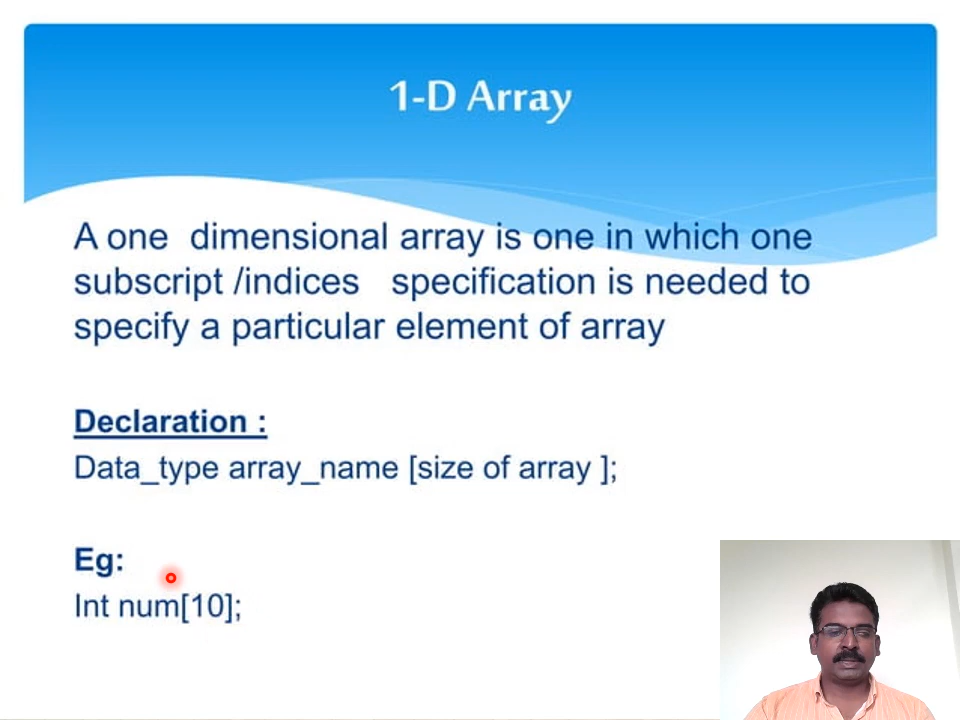 1-D Array
A one dimensional array is one in which one
subscript /indices specification is needed to
specify a particular element of array
Declaration :
Data_type array_name [size of array ];
Eg:
Int num[10];